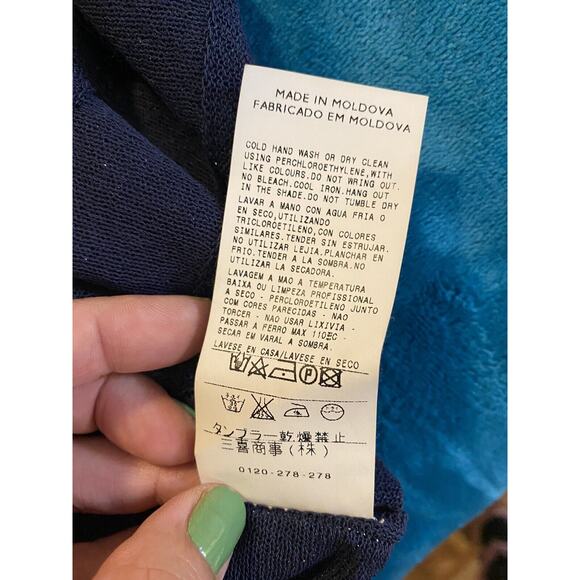 MADE IN MOLDOVA
FABRICADO EM MOLDOVA
COLD HAND WASH OR DRY CLEAN
USING PERCHLOROETHYLENE,WITH
LIKE COLOURS.DO NOT WRING OUT.
NO BLEACH.COOL IRON.HANG OUT
IN THE SHADE.DO NOT TUMBLE DRY
LAVAR A MANO CON AGUA FRIA O
EN SECO,UTILIZANDO
TRICLOROETILENO,CON COLORES
SIMILARES.TENDER SIN ESTRUJAR.
NO UTILIZAR LEJIA.PLANCHAR EN
FRIO.TENDER A LA SOMBRA.NO
UTILIZAR LA SECADORA.
LAVAGEM A MAO A TEMPERATURA
BAIXA OU LIMPEZA PROFISSIONAL
A SECO - PERCLOROETILENO JUNTO
COM CORES PARECIDAS - NAO
TORCER - NAO USAR LIXIVIA -
PASSAR A FERRO MAX 110ºC -
SECAR EM VARAL A SOMBRA.
LAVESE EN CASA/LAVESE EN SECO
タンブラー乾燥禁止
三喜商事(株)
0120-278-278